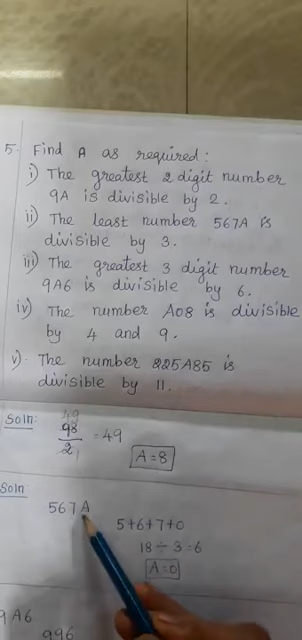 5. Find A as required:
i) The greatest 2 digit number
9A is divisible by 2.
ii) The least number 567A is
divisible by 3.
iii) The greatest 3 digit number
9A6 is divisible by 6.
iv) The number A08 is divisible
by 4 and 9.
v). The number 225A85 is
divisible by 11.
Soln: 49
98/2 = 49
1
A=8
Soln
567A
5+6+7+0
18 ÷ 3 = 6
A=0
9A6
996